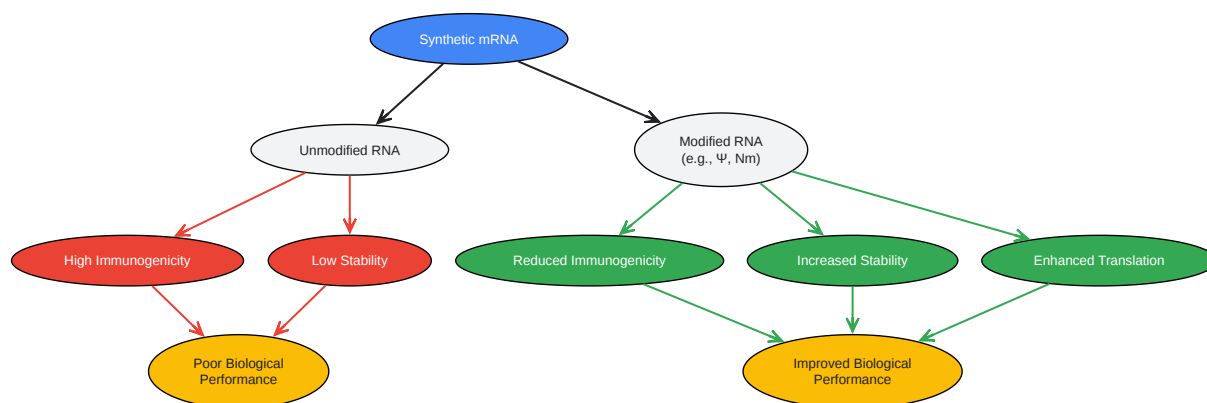 Synthetic mRNA
Unmodified RNA
Modified RNA
(e.g., Ψ, Nm)
High Immunogenicity
Low Stability
Reduced Immunogenicity
Increased Stability
Enhanced Translation
Poor Biological
Performance
Improved Biological
Performance